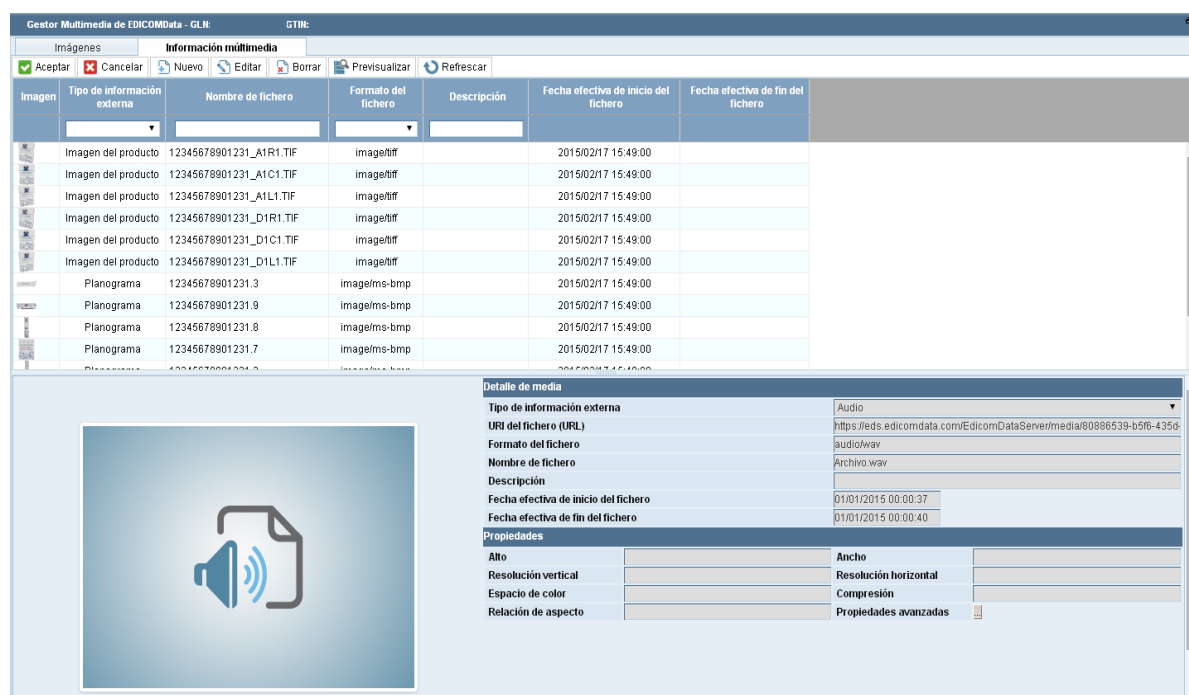 Gestor Multimedia de EDICOMData - GLN: GTIN:
Imágenes Información múltimedia
Aceptar Cancelar Nuevo Editar Borrar Previsualizar Refrescar
Imagen Tipo de información externa Nombre de fichero Formato del fichero Descripción Fecha efectiva de inicio del fichero Fecha efectiva de fin del fichero
Imagen del producto 12345678901231_A1R1.TIF image/tiff 2015/02/17 15:49:00
Imagen del producto 12345678901231_A1C1.TIF image/tiff 2015/02/17 15:49:00
Imagen del producto 12345678901231_A1L1.TIF image/tiff 2015/02/17 15:49:00
Imagen del producto 12345678901231_D1R1.TIF image/tiff 2015/02/17 15:49:00
Imagen del producto 12345678901231_D1C1.TIF image/tiff 2015/02/17 15:49:00
Imagen del producto 12345678901231_D1L1.TIF image/tiff 2015/02/17 15:49:00
Planograma 12345678901231.3 image/ms-bmp 2015/02/17 15:49:00
Planograma 12345678901231.9 image/ms-bmp 2015/02/17 15:49:00
Planograma 12345678901231.8 image/ms-bmp 2015/02/17 15:49:00
Planograma 12345678901231.7 image/ms-bmp 2015/02/17 15:49:00
Detalle de media
Tipo de información externa Audio
URI del fichero (URL) https://eds.edicomdata.com/EdicomDataServer/media/80886539-b5f6-435d-
Formato del fichero audio/wav
Nombre de fichero Archivo.wav
Descripción
Fecha efectiva de inicio del fichero 01/01/2015 00:00:37
Fecha efectiva de fin del fichero 01/01/2015 00:00:40
Propiedades
Alto Ancho
Resolución vertical Resolución horizontal
Espacio de color Compresión
Relación de aspecto Propiedades avanzadas ...